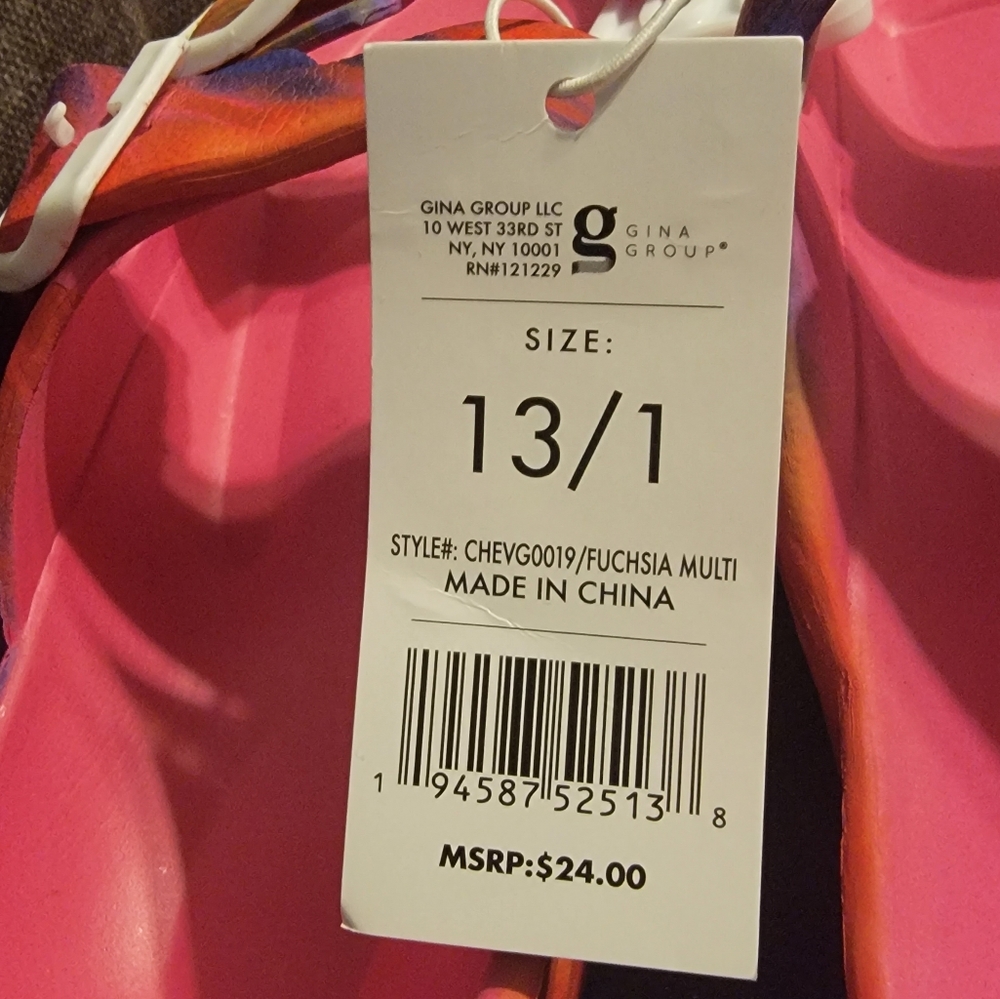 GINA GROUP LLC
10 WEST 33RD ST
NY, NY 10001
RN#121229
g
GINA
GROUP®
SIZE:
13/1
STYLE#: CHEVG0019/FUCHSIA MULTI
MADE IN CHINA
1 94587 52513 8
MSRP:$24.00